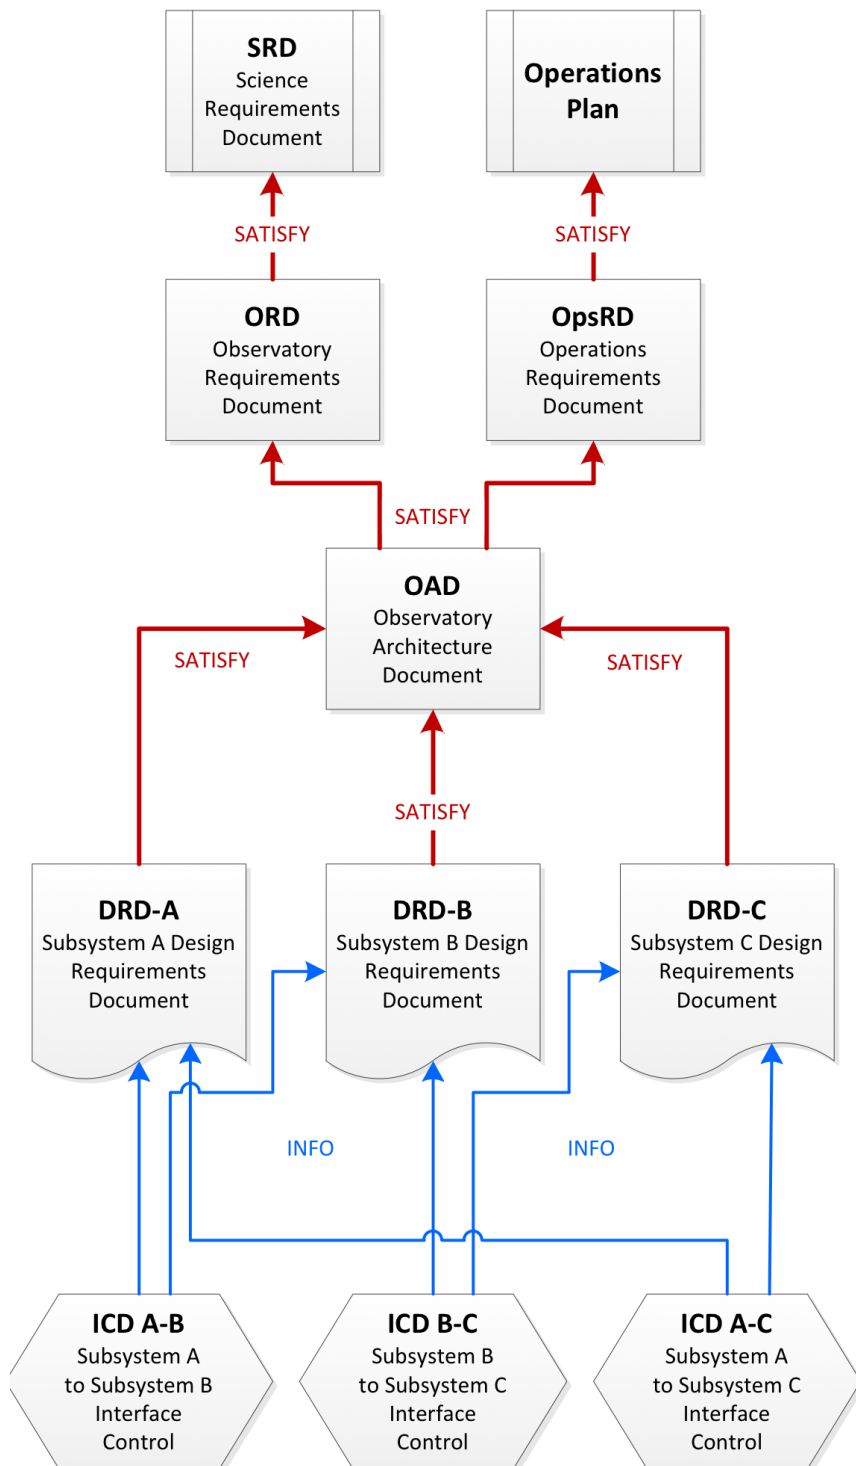 SRD
Science
Requirements
Document
Operations
Plan
SATISFY
SATISFY
ORD
Observatory
Requirements
Document
OpsRD
Operations
Requirements
Document
SATISFY
OAD
Observatory
Architecture
Document
SATISFY
SATISFY
SATISFY
DRD-A
Subsystem A Design
Requirements
Document
DRD-B
Subsystem B Design
Requirements
Document
DRD-C
Subsystem C Design
Requirements
Document
INFO
INFO
ICD A-B
Subsystem A
to Subsystem B
Interface
Control
ICD B-C
Subsystem B
to Subsystem C
Interface
Control
ICD A-C
Subsystem A
to Subsystem C
Interface
Control